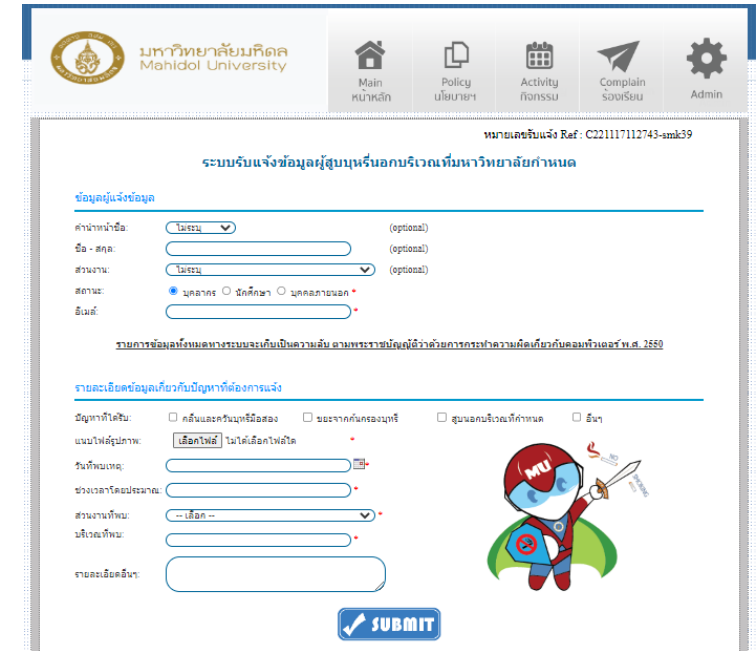 มหาวิทยาลัยมหิดล
Mahidol University
Main
หน้าหลัก
Policy
นโยบายฯ
Activity
กิจกรรม
Complain
ร้องเรียน
Admin
หมายเลขรับแจ้ง Ref : C221117112743-smk39
ระบบรับแจ้งข้อมูลผู้สูบบุหรี่นอกบริเวณที่มหาวิทยาลัยกำหนด
ข้อมูลผู้แจ้งข้อมูล
คำนำหน้าชื่อ: ไม่ระบุ (optional)
ชื่อ - สกุล: (optional)
ส่วนงาน: ไม่ระบุ (optional)
สถานะ: บุคลากร นักศึกษา บุคคลภายนอก *
อีเมล์: *
รายการข้อมูลทั้งหมดทางระบบจะเก็บเป็นความลับ ตามพระราชบัญญัติว่าด้วยการกระทำความผิดเกี่ยวกับคอมพิวเตอร์ พ.ศ. 2550
รายละเอียดข้อมูลเกี่ยวกับปัญหาที่ต้องการแจ้ง
ปัญหาที่ได้รับ: กลิ่นและควันบุหรี่มือสอง ขยะจากก้นกรองบุหรี่ สูบนอกบริเวณที่กำหนด อื่นๆ
แนบไฟล์รูปภาพ: เลือกไฟล์ ไม่ได้เลือกไฟล์ใด *
วันที่พบเหตุ: *
ช่วงเวลาโดยประมาณ: *
ส่วนงานที่พบ: -- เลือก -- *
บริเวณที่พบ: *
รายละเอียดอื่นๆ:
MU
NO
SMOKING
SUBMIT